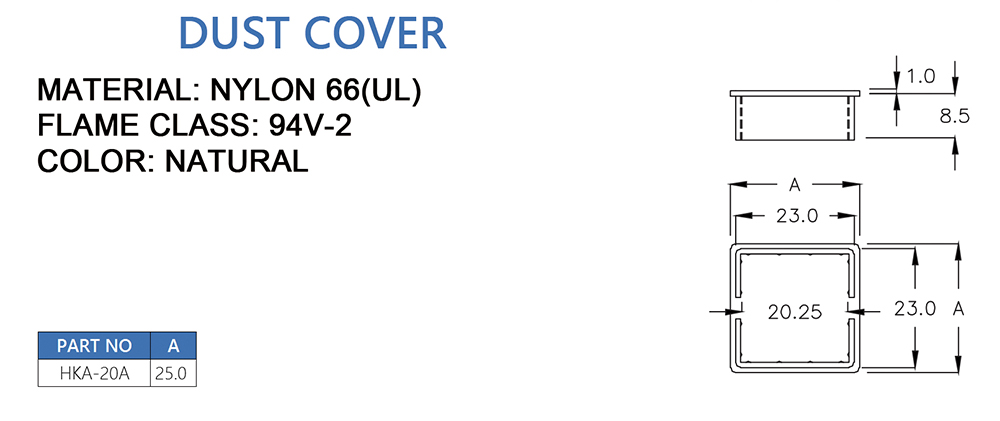 DUST COVER
MATERIAL: NYLON 66(UL)
FLAME CLASS: 94V-2
COLOR: NATURAL
1.0
8.5
A
23.0
20.25
23.0 A
PART NO A
HKA-20A 25.0